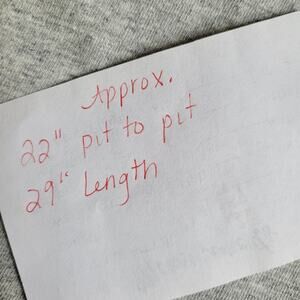 Approx.
22" pit to pit
29" Length